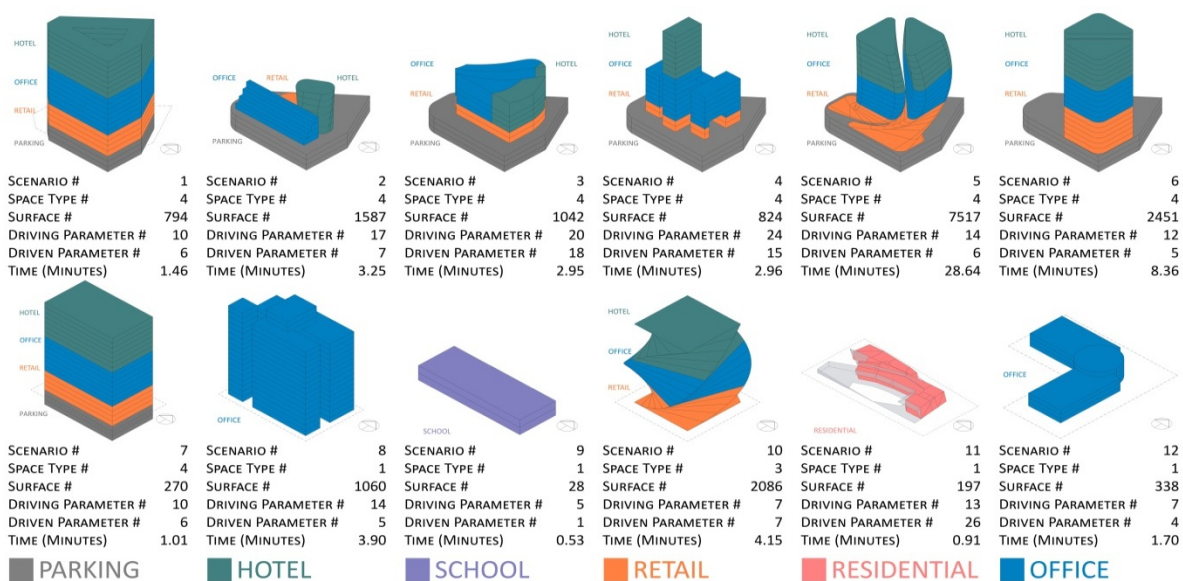 HOTEL
OFFICE
RETAIL
PARKING
SCENARIO # 1
SPACE TYPE # 4
SURFACE # 794
DRIVING PARAMETER # 10
DRIVEN PARAMETER # 6
TIME (MINUTES) 1.46
OFFICE RETAIL HOTEL
PARKING
SCENARIO # 2
SPACE TYPE # 4
SURFACE # 1587
DRIVING PARAMETER # 17
DRIVEN PARAMETER # 7
TIME (MINUTES) 3.25
OFFICE HOTEL
RETAIL
PARKING
SCENARIO # 3
SPACE TYPE # 4
SURFACE # 1042
DRIVING PARAMETER # 20
DRIVEN PARAMETER # 18
TIME (MINUTES) 2.95
HOTEL
OFFICE
RETAIL
PARKING
SCENARIO # 4
SPACE TYPE # 4
SURFACE # 824
DRIVING PARAMETER # 24
DRIVEN PARAMETER # 15
TIME (MINUTES) 2.96
HOTEL
OFFICE
RETAIL
PARKING
SCENARIO # 5
SPACE TYPE # 4
SURFACE # 7517
DRIVING PARAMETER # 14
DRIVEN PARAMETER # 6
TIME (MINUTES) 28.64
HOTEL
OFFICE
RETAIL
PARKING
SCENARIO # 6
SPACE TYPE # 4
SURFACE # 2451
DRIVING PARAMETER # 12
DRIVEN PARAMETER # 5
TIME (MINUTES) 8.36
HOTEL
OFFICE
RETAIL
PARKING
SCENARIO # 7
SPACE TYPE # 4
SURFACE # 270
DRIVING PARAMETER # 10
DRIVEN PARAMETER # 6
TIME (MINUTES) 1.01
OFFICE
SCENARIO # 8
SPACE TYPE # 1
SURFACE # 1060
DRIVING PARAMETER # 14
DRIVEN PARAMETER # 5
TIME (MINUTES) 3.90
SCHOOL
SCENARIO # 9
SPACE TYPE # 1
SURFACE # 28
DRIVING PARAMETER # 5
DRIVEN PARAMETER # 1
TIME (MINUTES) 0.53
HOTEL
OFFICE
RETAIL
SCENARIO # 10
SPACE TYPE # 3
SURFACE # 2086
DRIVING PARAMETER # 7
DRIVEN PARAMETER # 7
TIME (MINUTES) 4.15
RESIDENTIAL
SCENARIO # 11
SPACE TYPE # 1
SURFACE # 197
DRIVING PARAMETER # 13
DRIVEN PARAMETER # 26
TIME (MINUTES) 0.91
OFFICE
SCENARIO # 12
SPACE TYPE # 1
SURFACE # 338
DRIVING PARAMETER # 7
DRIVEN PARAMETER # 4
TIME (MINUTES) 1.70
PARKING HOTEL SCHOOL RETAIL RESIDENTIAL OFFICE